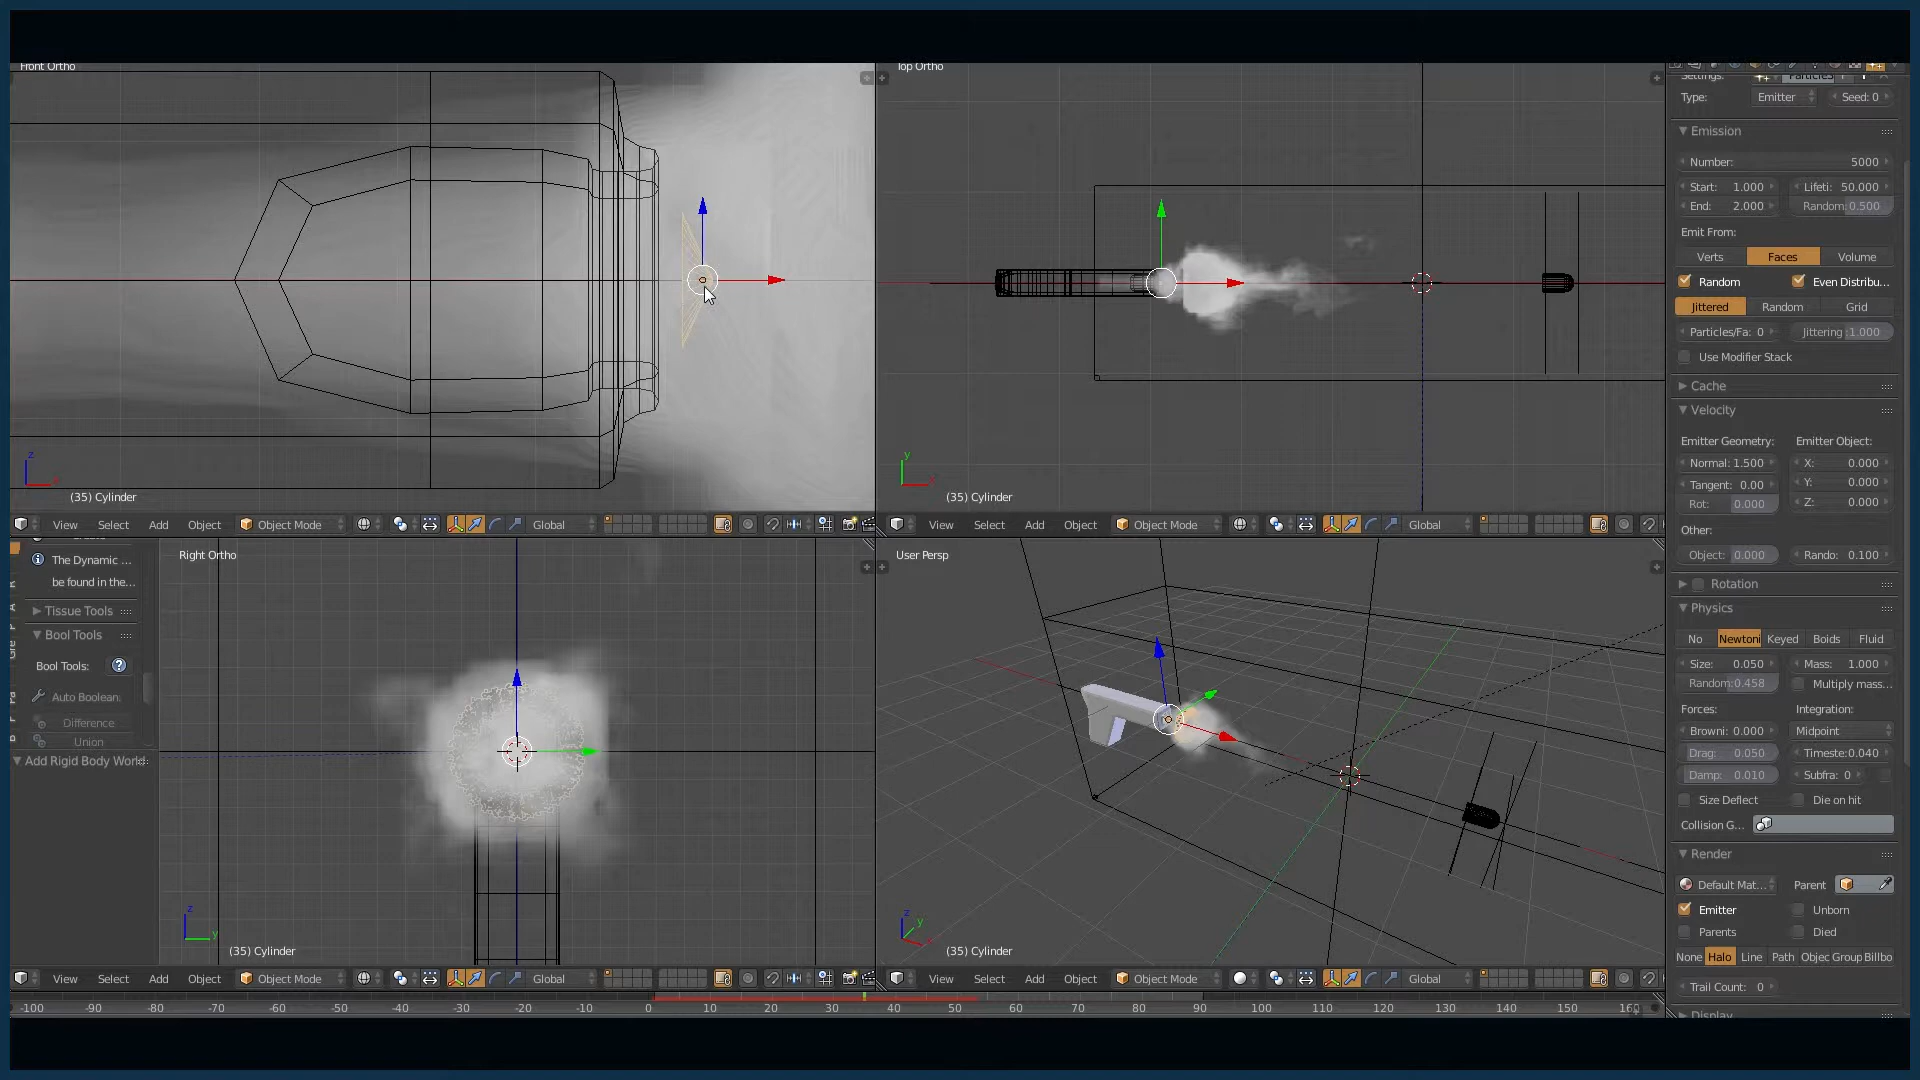 Front Ortho
(35) Cylinder
View Select Add Object Object Mode Global
Top Ortho
(35) Cylinder
View Select Add Object Object Mode Global
The Dynamic ...
be found in the...
Tissue Tools
Bool Tools
Bool Tools:
Auto Boolean
Difference
Union
Add Rigid Body World
Right Ortho
(35) Cylinder
View Select Add Object Object Mode Global
User Persp
(35) Cylinder
View Select Add Object Object Mode Global
-100 -90 -80 -70 -60 -50 -40 -30 -20 -10 0 10 20 30 40 50 60 70 80 90 100 110 120 130 140 150 160
Settings: Particles
Type: Emitter Seed: 0
Emission
Number: 5000
Start: 1.000 Lifeti: 50.000
End: 2.000 Random: 0.500
Emit From:
Verts Faces Volume
Random Even Distribu...
Jittered Random Grid
Particles/Fa: 0 Jittering: 1.000
Use Modifier Stack
Cache
Velocity
Emitter Geometry: Emitter Object:
Normal: 1.500 X: 0.000
Tangent: 0.00 Y: 0.000
Rot: 0.000 Z: 0.000
Other:
Object: 0.000 Rando: 0.100
Rotation
Physics
No Newtoni Keyed Boids Fluid
Size: 0.050 Mass: 1.000
Random: 0.458 Multiply mass...
Forces: Integration:
Browni: 0.000 Midpoint
Drag: 0.050 Timeste: 0.040
Damp: 0.010 Subfra: 0
Size Deflect Die on hit
Collision G...
Render
Default Mat... Parent
Emitter Unborn
Parents Died
None Halo Line Path Objec Group Billbo
Trail Count: 0
Display